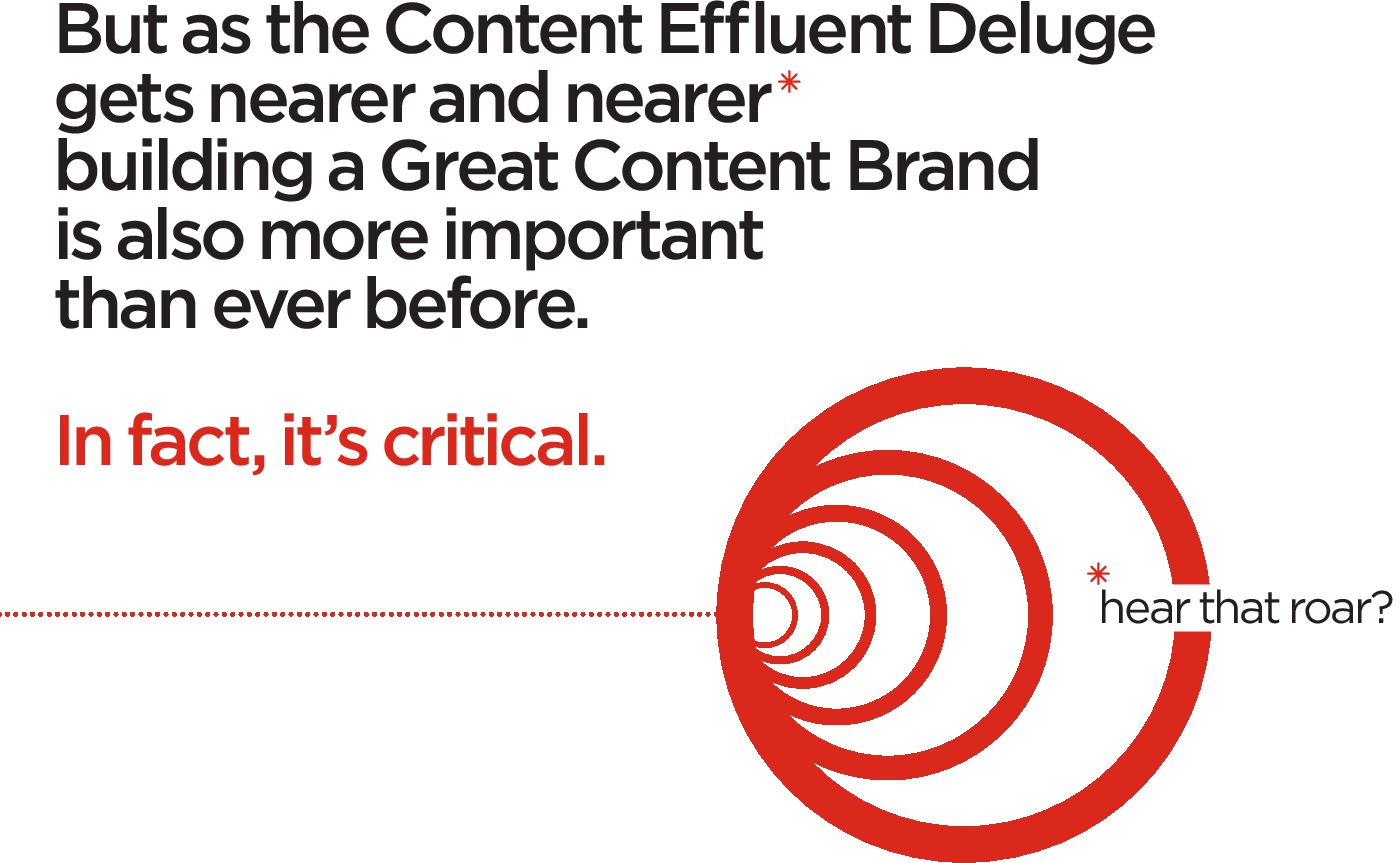 But as the Content Effluent Deluge
gets nearer and nearer*
building a Great Content Brand
is also more important
than ever before.
In fact, it’s critical.
*hear that roar?